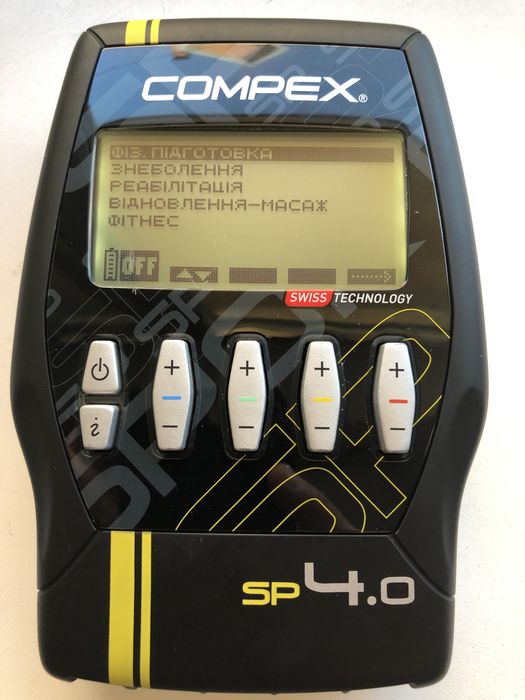 COMPEX®
ФІЗ. ПІДГОТОВКА
ЗНЕБОЛЕННЯ
РЕАБІЛІТАЦІЯ
ВІДНОВЛЕННЯ-МАСАЖ
ФІТНЕС
OFF
SWISS TECHNOLOGY
+ + + +
i - - - -
SP 4.0